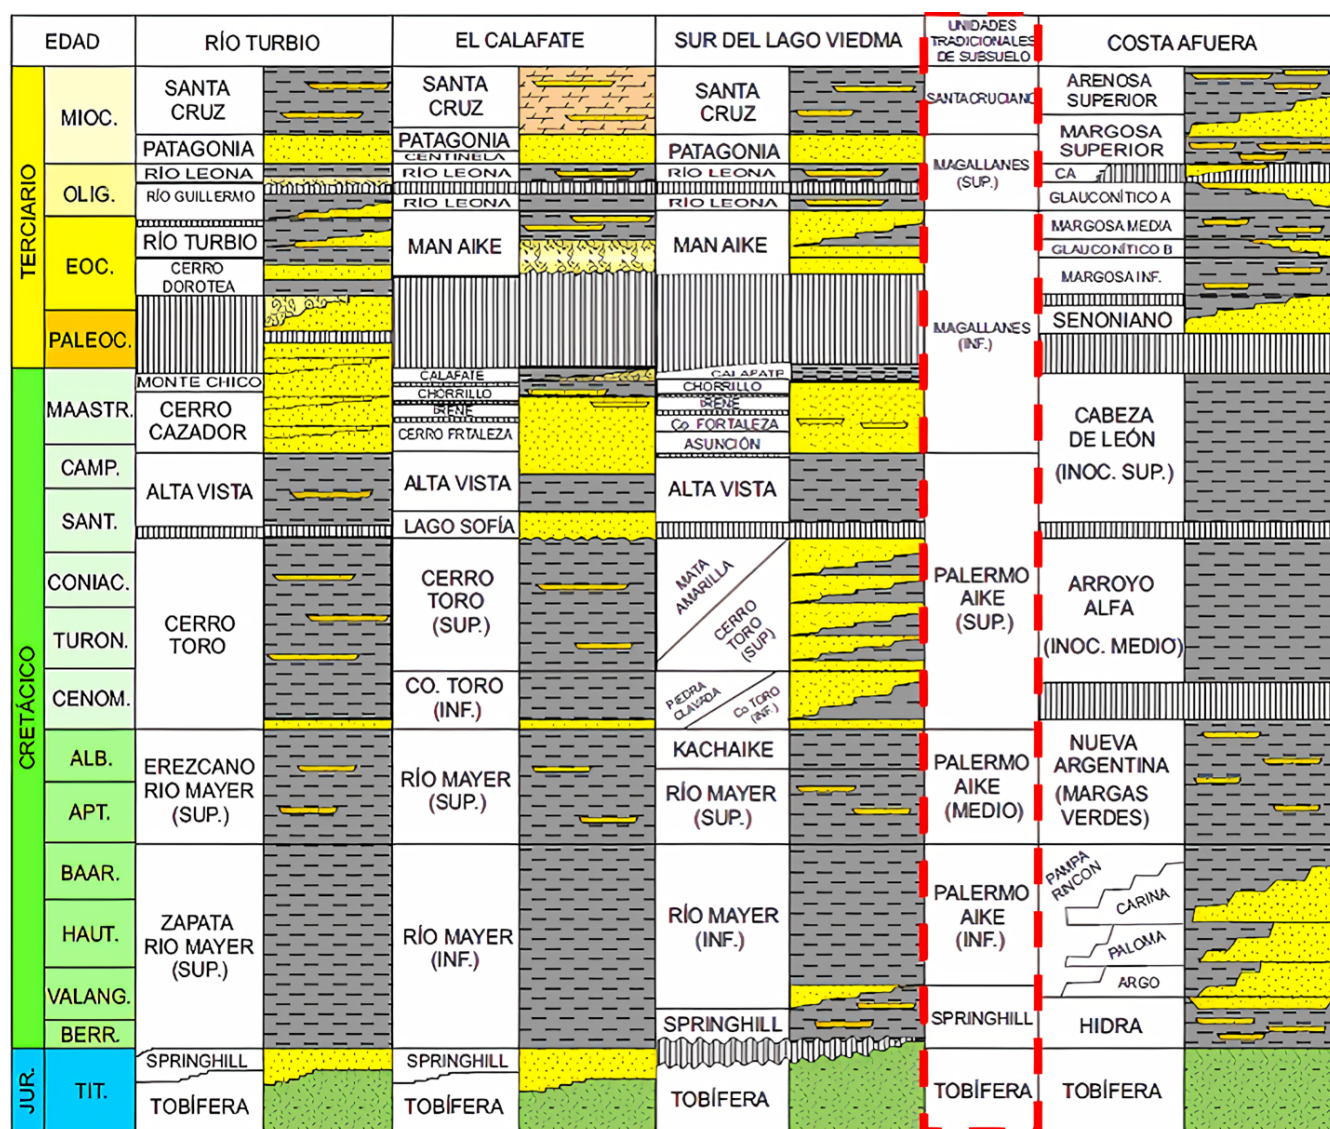 EDAD
RÍO TURBIO
EL CALAFATE
SUR DEL LAGO VIEDMA
UNIDADES
TRADICIONALES
DE SUBSUELO
COSTA AFUERA
TERCIARIO
MIOC.
OLIG.
EOC.
PALEOC.
CRETÁCICO
MAASTR.
CAMP.
SANT.
CONIAC.
TURON.
CENOM.
ALB.
APT.
BAAR.
HAUT.
VALANG.
BERR.
JUR.
TIT.
SANTA
CRUZ
PATAGONIA
RÍO LEONA
RÍO GUILLERMO
RÍO TURBIO
CERRO
DOROTEA
MONTE CHICO
CERRO
CAZADOR
ALTA VISTA
CERRO
TORO
EREZCANO
RIO MAYER
(SUP.)
ZAPATA
RIO MAYER
(SUP.)
SPRINGHILL
TOBÍFERA
SANTA
CRUZ
PATAGONIA
CENTINELA
RÍO LEONA
RÍO LEONA
MAN AIKE
CALAFATE
CHORRILLO
IRENE
CERRO FRTALEZA
ALTA VISTA
LAGO SOFÍA
CERRO
TORO
(SUP.)
CO. TORO
(INF.)
RÍO MAYER
(SUP.)
RÍO MAYER
(INF.)
SPRINGHILL
TOBÍFERA
SANTA
CRUZ
PATAGONIA
RÍO LEONA
RÍO LEONA
MAN AIKE
CALAFATE
CHORRILLO
IRENE
Co FORTALEZA
ASUNCIÓN
ALTA VISTA
MATA
AMARILLA
CERRO
TORO
(SUP)
PIEDRA
CLAVADA
Co TORO
(INF.)
KACHAIKE
RÍO MAYER
(SUP.)
RÍO MAYER
(INF.)
SPRINGHILL
TOBÍFERA
SANTACRUCIANO
MAGALLANES
(SUP.)
MAGALLANES
(INF.)
PALERMO
AIKE
(SUP.)
PALERMO
AIKE
(MEDIO)
PALERMO
AIKE
(INF.)
SPRINGHILL
TOBÍFERA
ARENOSA
SUPERIOR
MARGOSA
SUPERIOR
CA
GLAUCONÍTICO A
MARGOSA MEDIA
GLAUCONÍTICO B
MARGOSA INF.
SENONIANO
CABEZA
DE LEÓN
(INOC. SUP.)
ARROYO
ALFA
(INOC. MEDIO)
NUEVA
ARGENTINA
(MARGAS
VERDES)
PAMPA
RINCON
CARINA
PALOMA
ARGO
HIDRA
TOBÍFERA